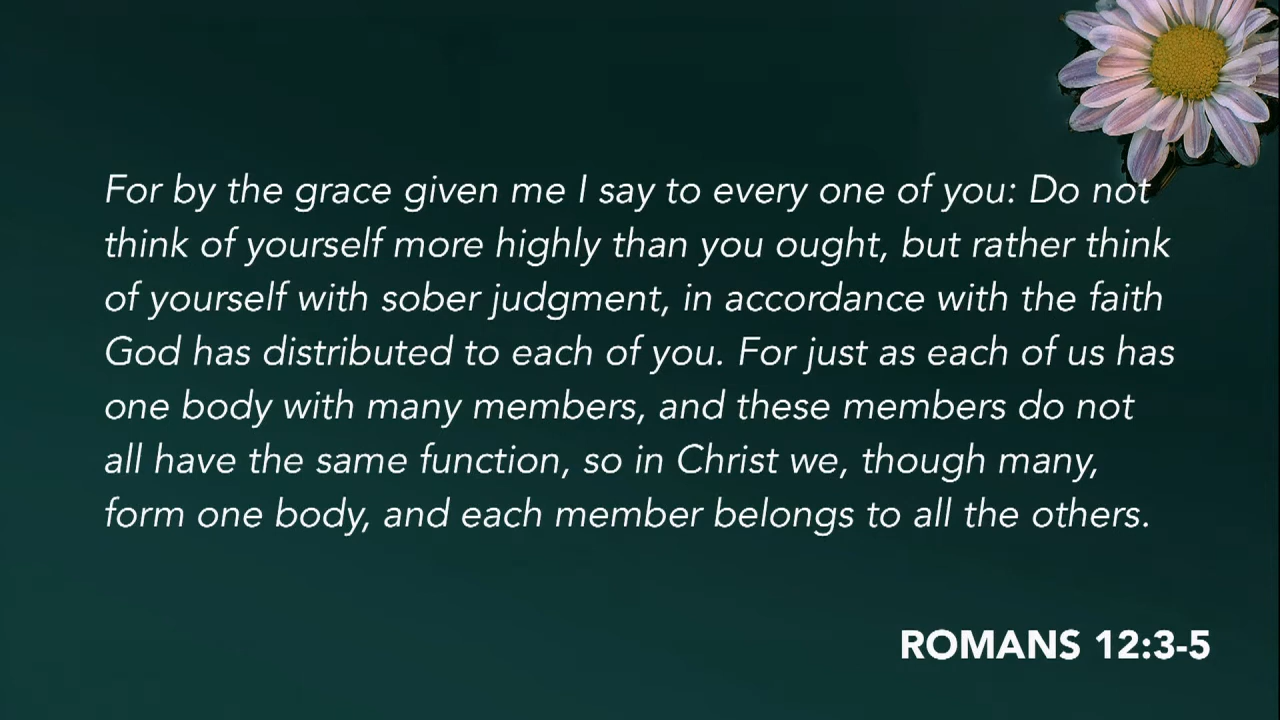 For by the grace given me I say to every one of you: Do not
think of yourself more highly than you ought, but rather think
of yourself with sober judgment, in accordance with the faith
God has distributed to each of you. For just as each of us has
one body with many members, and these members do not
all have the same function, so in Christ we, though many,
form one body, and each member belongs to all the others.
ROMANS 12:3-5